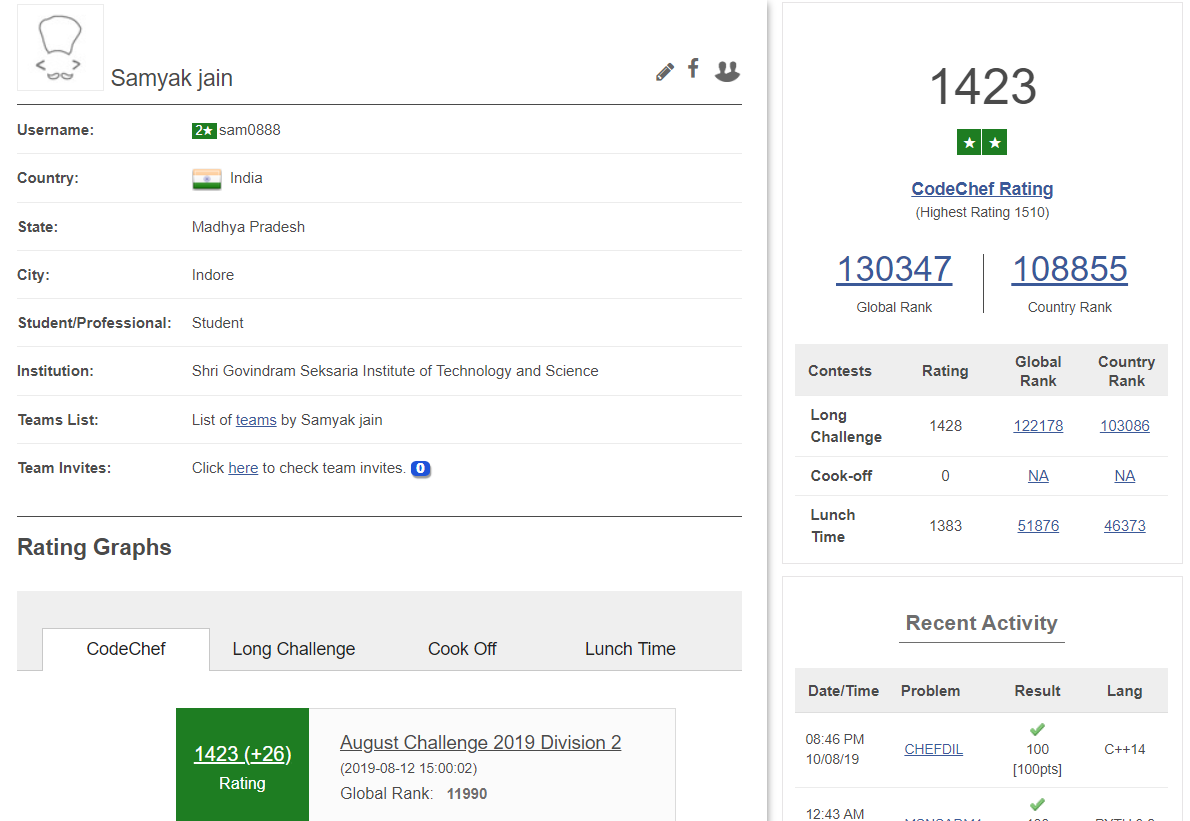 Samyak jain
Username: 2★ sam0888
Country: India
State: Madhya Pradesh
City: Indore
Student/Professional: Student
Institution: Shri Govindram Seksaria Institute of Technology and Science
Teams List: List of teams by Samyak jain
Team Invites: Click here to check team invites. 0
Rating Graphs
CodeChef Long Challenge Cook Off Lunch Time
1423 (+26)
Rating
August Challenge 2019 Division 2
(2019-08-12 15:00:02)
Global Rank: 11990
1423
★ ★
CodeChef Rating
(Highest Rating 1510)
130347 108855
Global Rank Country Rank
Contests Rating Global Rank Country Rank
Long Challenge 1428 122178 103086
Cook-off 0 NA NA
Lunch Time 1383 51876 46373
Recent Activity
Date/Time Problem Result Lang
08:46 PM
10/08/19 CHEFDIL 100 C++14
[100pts]
12:43 AM